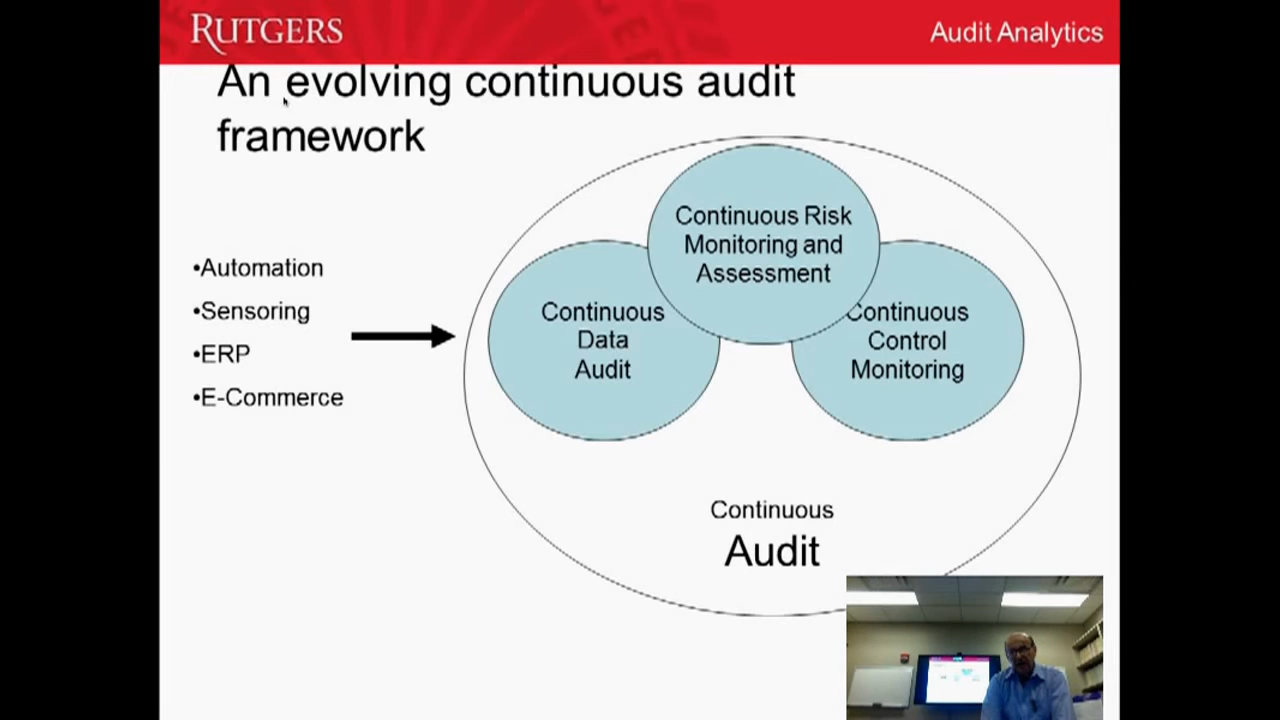 RUTGERS
Audit Analytics
An evolving continuous audit
framework
•Automation
•Sensoring
•ERP
•E-Commerce
Continuous Risk
Monitoring and
Assessment
Continuous
Data
Audit
Continuous
Control
Monitoring
Continuous
Audit